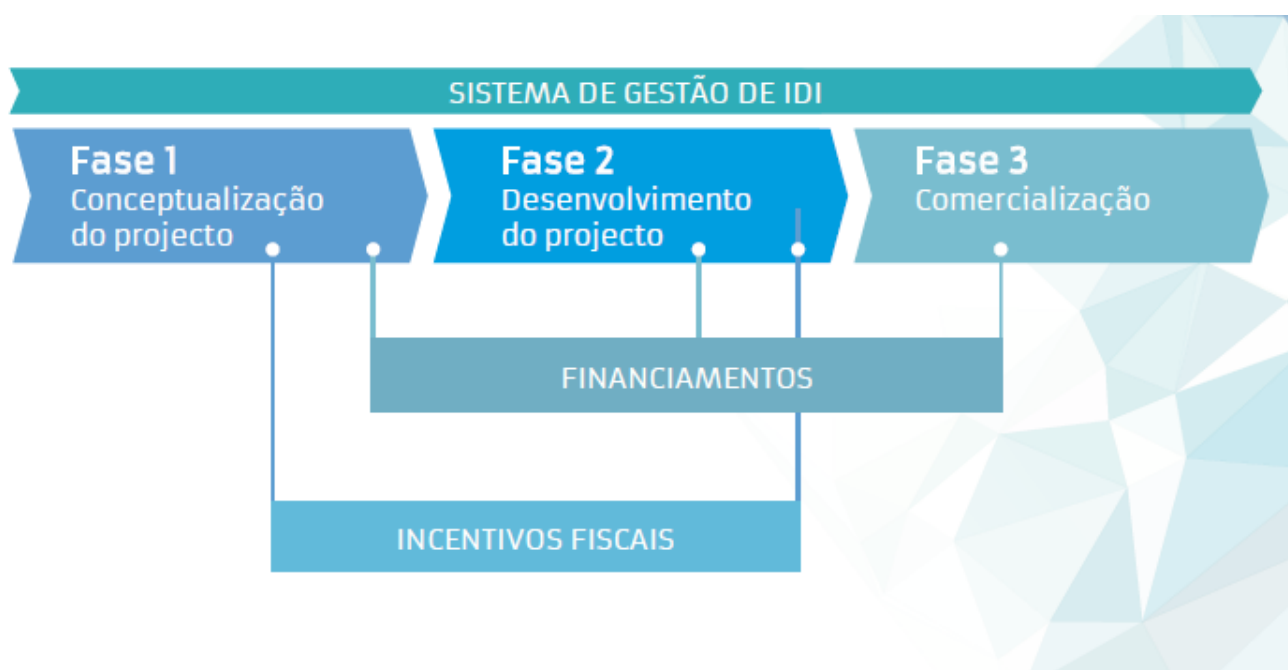 SISTEMA DE GESTÃO DE IDI
Fase 1
Conceptualização
do projecto
Fase 2
Desenvolvimento
do projecto
Fase 3
Comercialização
FINANCIAMENTOS
INCENTIVOS FISCAIS